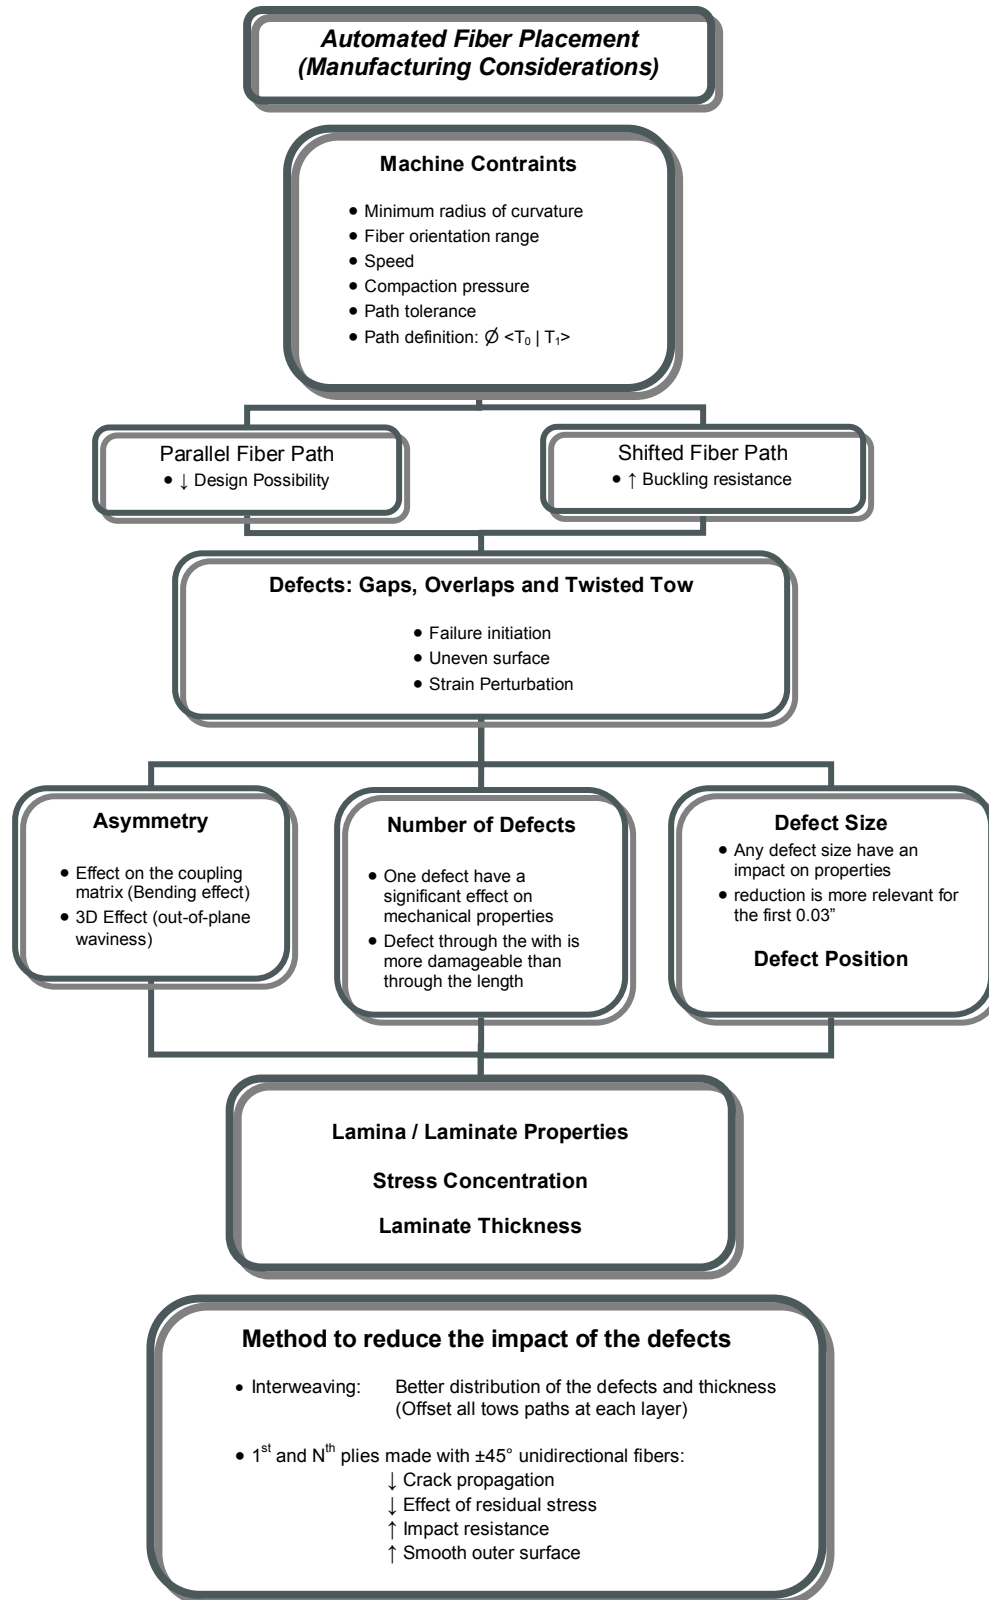 Automated Fiber Placement
(Manufacturing Considerations)
Machine Contraints
• Minimum radius of curvature
• Fiber orientation range
• Speed
• Compaction pressure
• Path tolerance
• Path definition: Ø <T₀ | T₁>
Parallel Fiber Path
• ↓ Design Possibility
Shifted Fiber Path
• ↑ Buckling resistance
Defects: Gaps, Overlaps and Twisted Tow
• Failure initiation
• Uneven surface
• Strain Perturbation
Asymmetry
• Effect on the coupling
matrix (Bending effect)
• 3D Effect (out-of-plane
waviness)
Number of Defects
• One defect have a
significant effect on
mechanical properties
• Defect through the with is
more damageable than
through the length
Defect Size
• Any defect size have an
impact on properties
• reduction is more relevant for
the first 0.03”
Defect Position
Lamina / Laminate Properties
Stress Concentration
Laminate Thickness
Method to reduce the impact of the defects
• Interweaving: Better distribution of the defects and thickness
(Offset all tows paths at each layer)
• 1st and Nth plies made with ±45° unidirectional fibers:
↓ Crack propagation
↓ Effect of residual stress
↑ Impact resistance
↑ Smooth outer surface